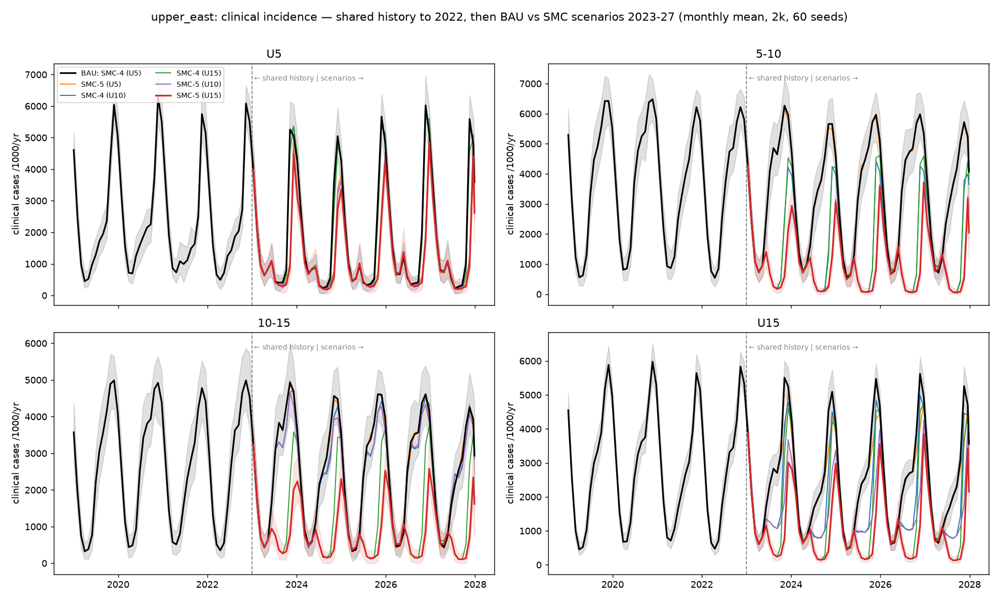 upper_east: clinical incidence — shared history to 2022, then BAU vs SMC scenarios 2023-27 (monthly mean, 2k, 60 seeds)
U5
BAU: SMC-4 (U5)
SMC-5 (U5)
SMC-4 (U10)
SMC-4 (U15)
SMC-5 (U10)
SMC-5 (U15)
← shared history | scenarios →
clinical cases /1000/yr
7000
6000
5000
4000
3000
2000
1000
0
5-10
← shared history | scenarios →
clinical cases /1000/yr
7000
6000
5000
4000
3000
2000
1000
0
10-15
← shared history | scenarios →
clinical cases /1000/yr
6000
5000
4000
3000
2000
1000
0
2020 2022 2024 2026 2028
U15
← shared history | scenarios →
clinical cases /1000/yr
6000
5000
4000
3000
2000
1000
0
2020 2022 2024 2026 2028